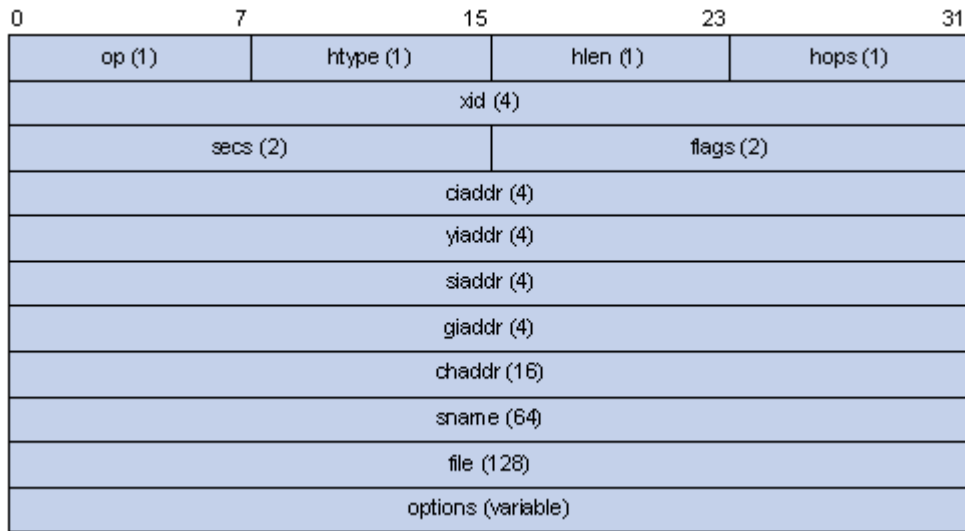 0 7 15 23 31
op (1) htype (1) hlen (1) hops (1)
xid (4)
secs (2) flags (2)
ciaddr (4)
yiaddr (4)
siaddr (4)
giaddr (4)
chaddr (16)
sname (64)
file (128)
options (variable)